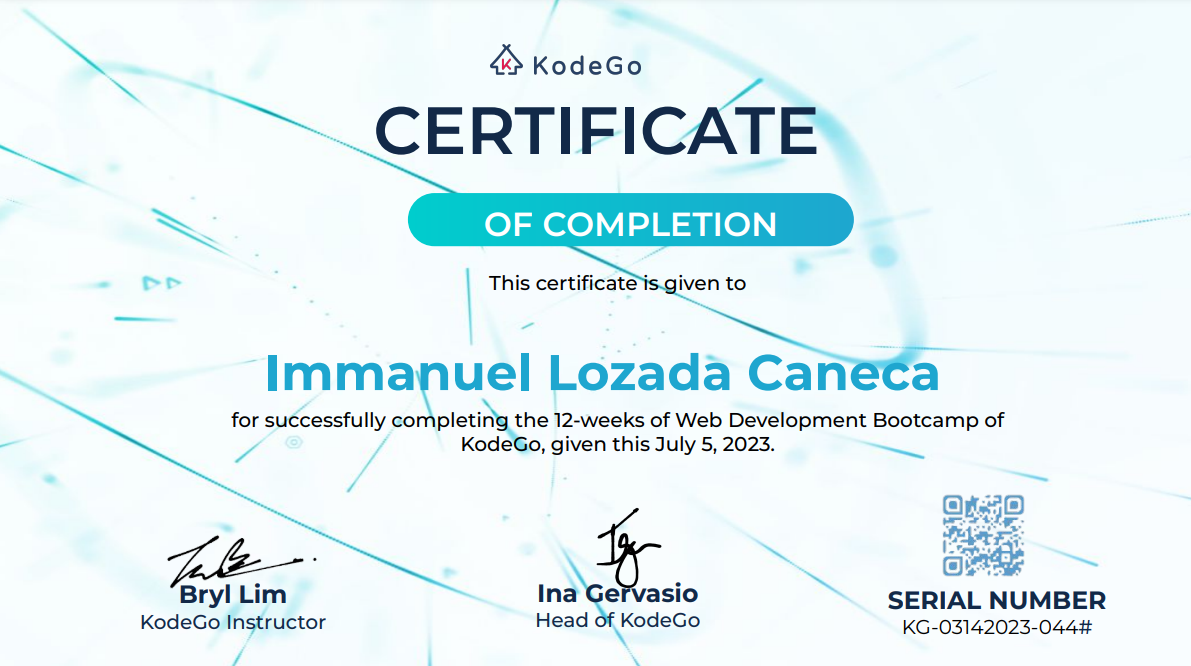 KodeGo
CERTIFICATE
OF COMPLETION
This certificate is given to
Immanuel Lozada Caneca
for successfully completing the 12-weeks of Web Development Bootcamp of
KodeGo, given this July 5, 2023.
Bryl Lim
KodeGo Instructor
Ina Gervasio
Head of KodeGo
SERIAL NUMBER
KG-03142023-044#